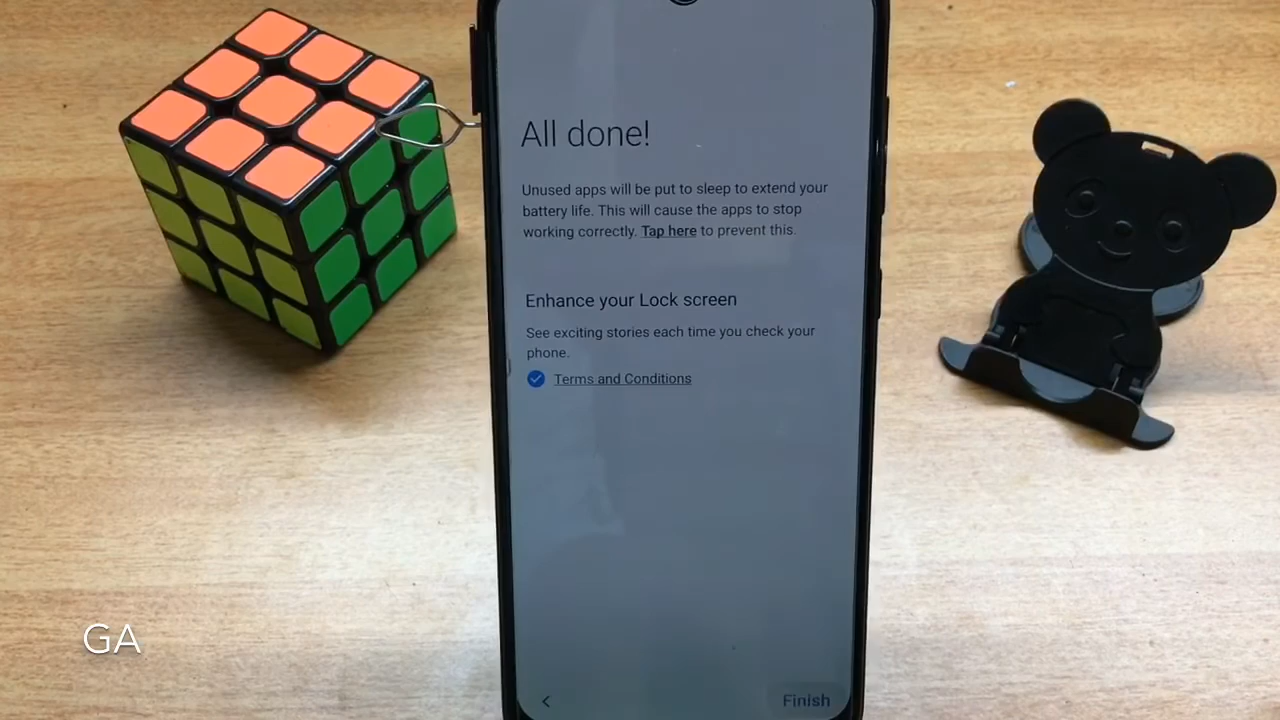 All done!
Unused apps will be put to sleep to extend your
battery life. This will cause the apps to stop
working correctly. Tap here to prevent this.
Enhance your Lock screen
See exciting stories each time you check your
phone.
Terms and Conditions
Finish
GA